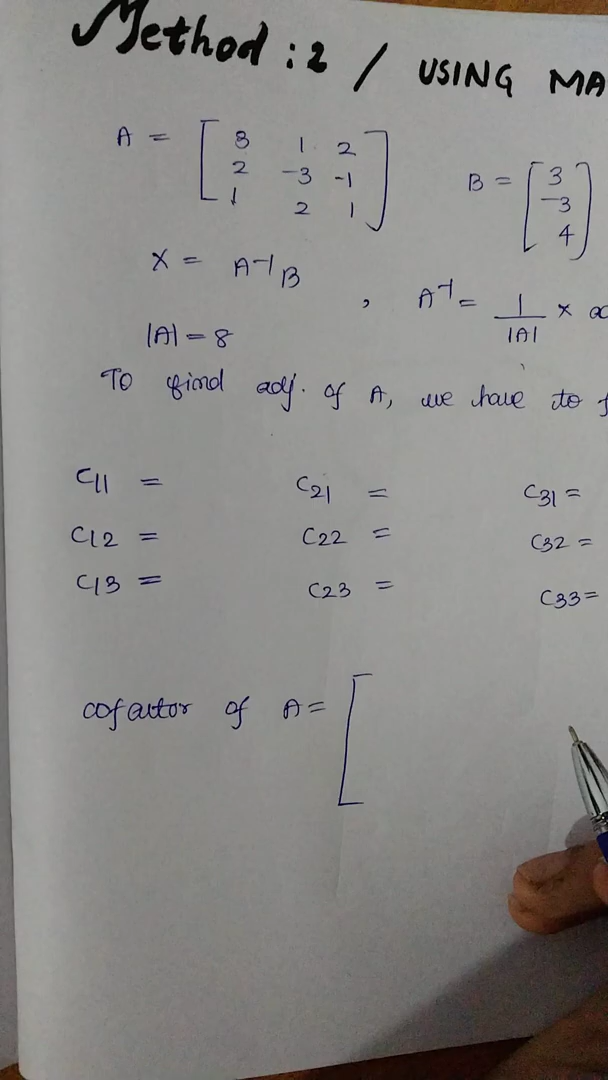 Method : 2 / USING MA
A = [ 3 1 2
2 -3 -1
1 2 1 ]
B = [ 3
-3
4 ]
X = A⁻¹B , A⁻¹ = 1/|A| ×
|A| = 8
To find adj. of A, we have to
C11 = C21 = C31 =
C12 = C22 = C32 =
C13 = C23 = C33 =
cofactor of A = [